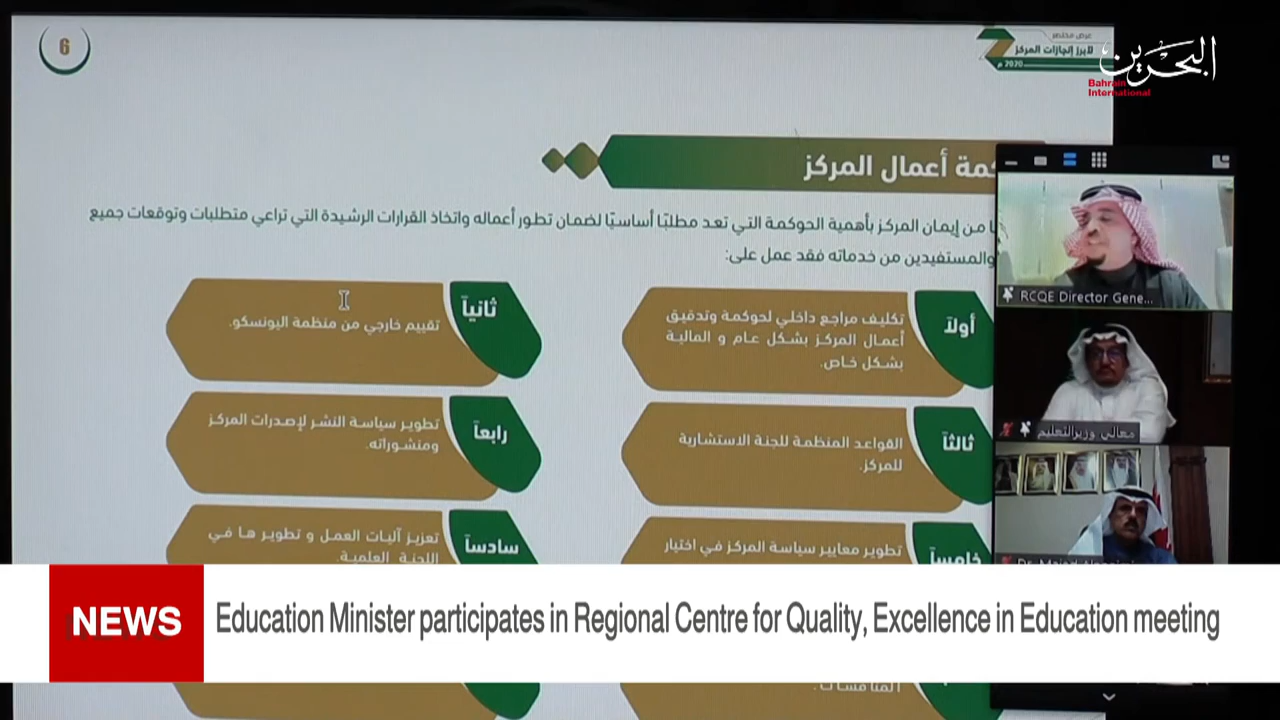 6
عرض مختصر
لأبرز إنجازات المركز
2020 م
البحرين
Bahrain
International
أعمال المركز
من إيمان المركز بأهمية الحوكمة التي تعد مطلبًا أساسيًا لضمان تطور أعماله واتخاذ القرارات الرشيدة التي تراعي متطلبات وتوقعات جميع
والمستفيدين من خدماته فقد عمل على:
أولاً
تكليف مراجع داخلي لحوكمة وتدقيق
أعمال المركز بشكل عام و المالية
بشكل خاص.
ثانياً
تقييم خارجي من منظمة اليونسكو.
ثالثاً
القواعد المنظمة للجنة الاستشارية
للمركز.
رابعاً
تطوير سياسة النشر لإصدرات المركز
ومنشوراته.
خامساً
تطوير معايير سياسة المركز في اختيار
سادساً
تعزيز آليات العمل و تطوير ها في
اللجنة العلمية
RCQE Director Gene...
معالي وزيرالتعليم
NEWS
Education Minister participates in Regional Centre for Quality, Excellence in Education meeting